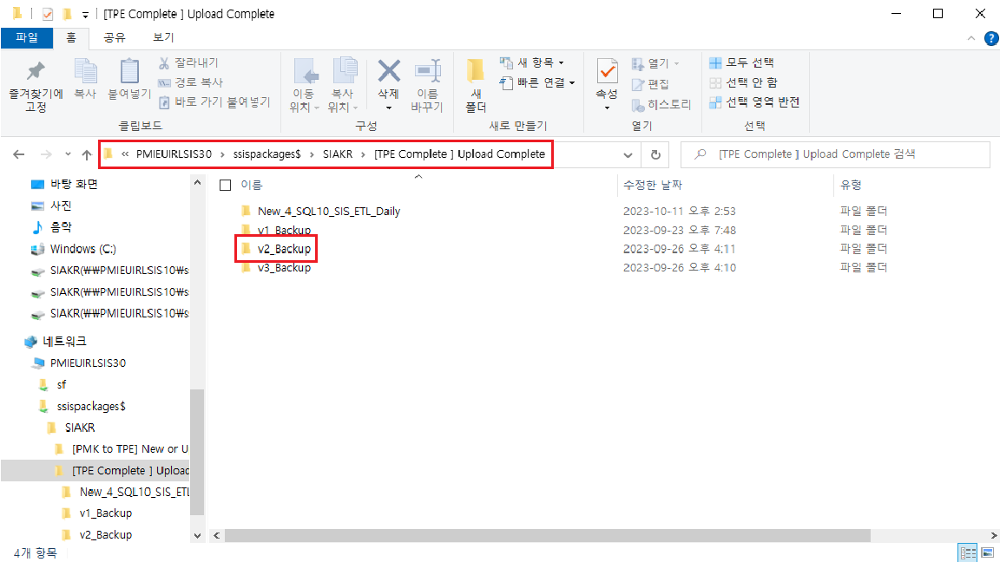 [TPE Complete ] Upload Complete
파일 홈 공유 보기
즐겨찾기에 고정
복사
붙여넣기
잘라내기
경로 복사
바로 가기 붙여넣기
클립보드
이동 위치
복사 위치
삭제
이름 바꾸기
구성
새 폴더
새 항목
빠른 연결
새로 만들기
속성
열기
편집
히스토리
열기
모두 선택
선택 안 함
선택 영역 반전
선택
« PMIEUIRLSIS30 › ssispackages$ › SIAKR › [TPE Complete ] Upload Complete
[TPE Complete ] Upload Complete 검색
바탕 화면
사진
음악
Windows (C:)
SIAKR(₩₩PMIEUIRLSIS10₩s
SIAKR(₩₩PMIEUIRLSIS10₩s
SIAKR(₩₩PMIEUIRLSIS10₩s
네트워크
PMIEUIRLSIS30
sf
ssispackages$
SIAKR
[PMK to TPE] New or U
[TPE Complete ] Upload
New_4_SQL10_SIS_ETL
v1_Backup
v2_Backup
이름 수정한 날짜 유형
New_4_SQL10_SIS_ETL_Daily 2023-10-11 오후 2:53 파일 폴더
v1_Backup 2023-09-23 오후 7:48 파일 폴더
v2_Backup 2023-09-26 오후 4:11 파일 폴더
v3_Backup 2023-09-26 오후 4:10 파일 폴더
4개 항목